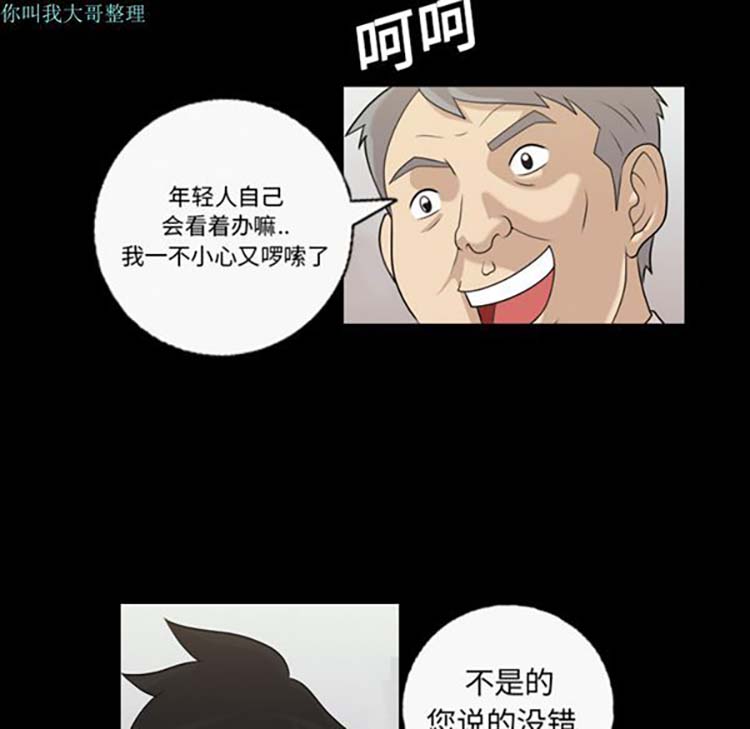 你叫我大哥整理
呵呵
年轻人自己
会看着办嘛..
我一不小心又啰嗦了
不是的
您说的没错